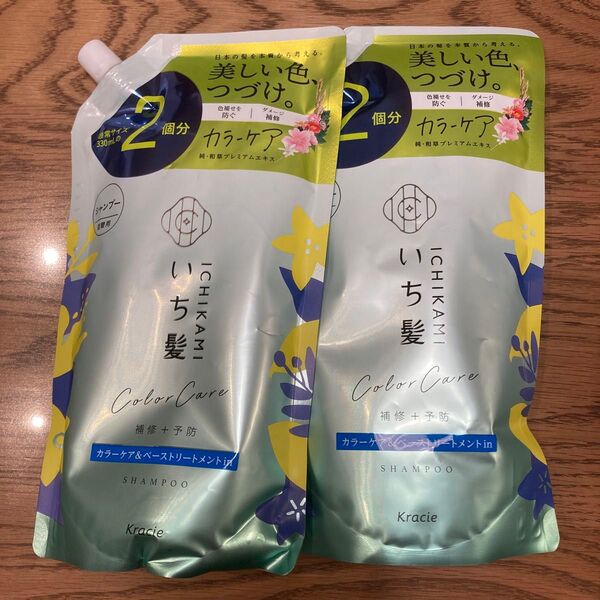 日本の髪を本質から考える。
美しい色、
つづけ。
色褪せを
防ぐ
ダメージ
補修
カラーケア
純・和草プレミアムエキス
通常サイズ
330mLの
2個分
シャンプー
詰替用
ICHIKAMI
いち髪
Color Care
補修+予防
カラーケア&ベーストリートメントin
SHAMPOO
Kracie
日本の髪を本質から考える。
美しい色、
つづけ。
色褪せを
防ぐ
ダメージ
補修
カラーケア
純・和草プレミアムエキス
2個分
ICHIKAMI
いち髪
Color Care
補修+予防
カラーケア&ベーストリートメントin
SHAMPOO
Kracie